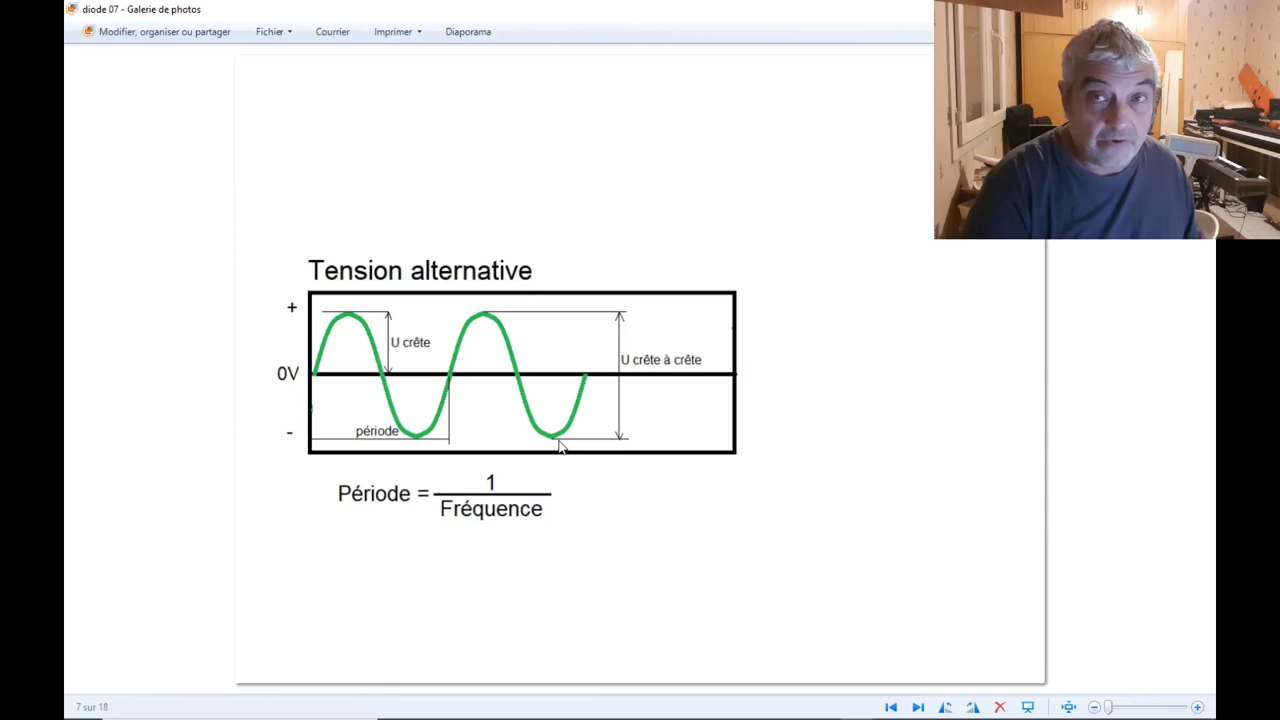 diode 07 - Galerie de photos
Modifier, organiser ou partager Fichier Courrier Imprimer Diaporama
Tension alternative
+
U crête
U crête à crête
0V
-
période
Période = 1
Fréquence
7 sur 18